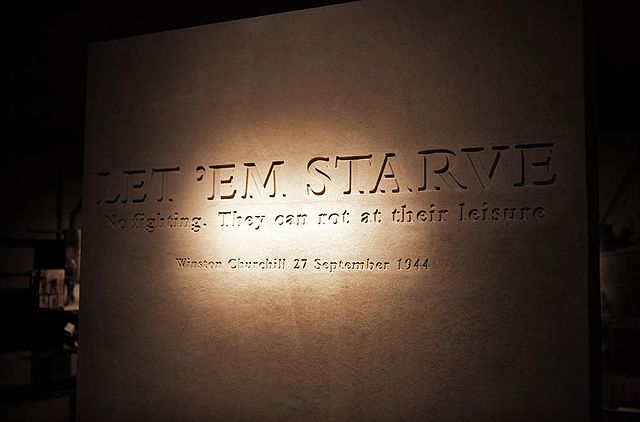 LET 'EM STARVE
No fighting. They can rot at their leisure
Winston Churchill 27 September 1944